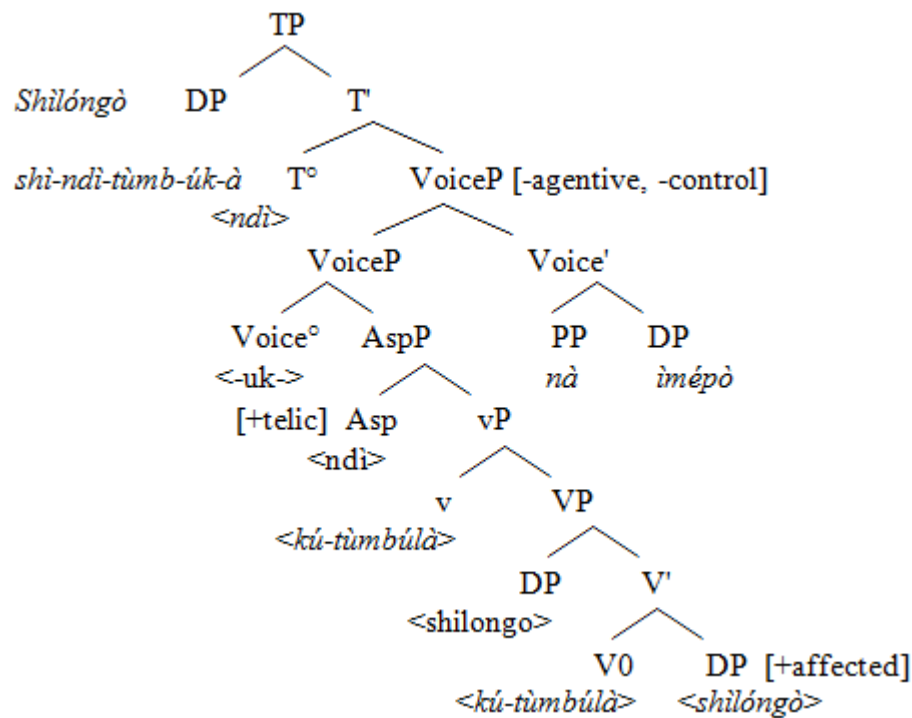 TP
Shìlóngò DP T'
shì-ndì-tùmb-úk-à T° VoiceP [-agentive, -control]
<ndì>
VoiceP Voice'
Voice° AspP PP DP
<-uk-> nà ìmépò
[+telic] Asp vP
<ndì>
v VP
<kú-tùmbúlà>
DP V'
<shilongo>
V0 DP [+affected]
<kú-tùmbúlà> <shìlóngò>